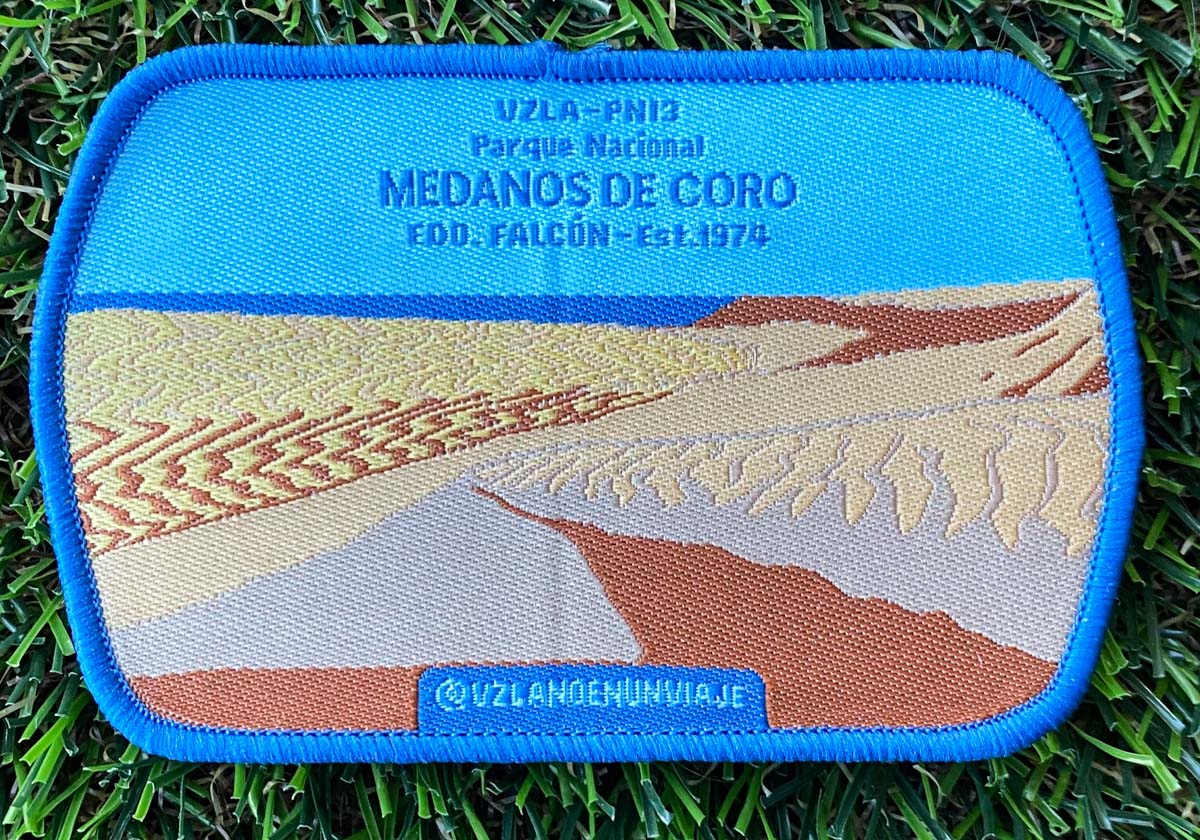 VZLA-PN13
Parque Nacional
MEDANOS DE CORO
EDO. FALCÓN-Est.1974
@VZLANOENUNVIAJE